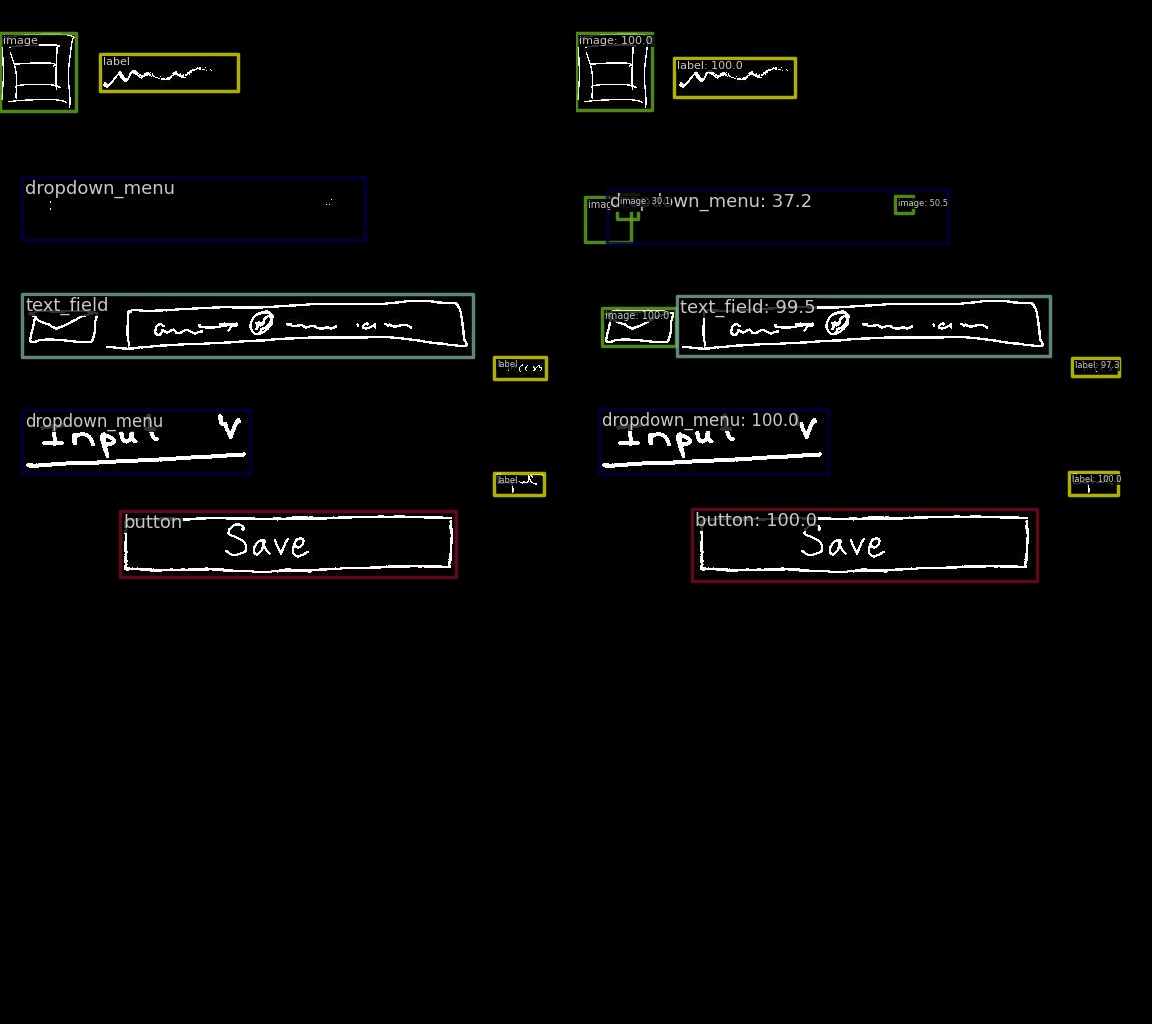 image image: 100.0
label label: 100.0
dropdown_menu dropdown_menu: 37.2
image: 30.1 image: 50.5
text_field image: 100.0 text_field: 99.5
label label: 97.3
dropdown_menu dropdown_menu: 100.0
Input V Input V
label label: 100.0
button button: 100.0
Save Save